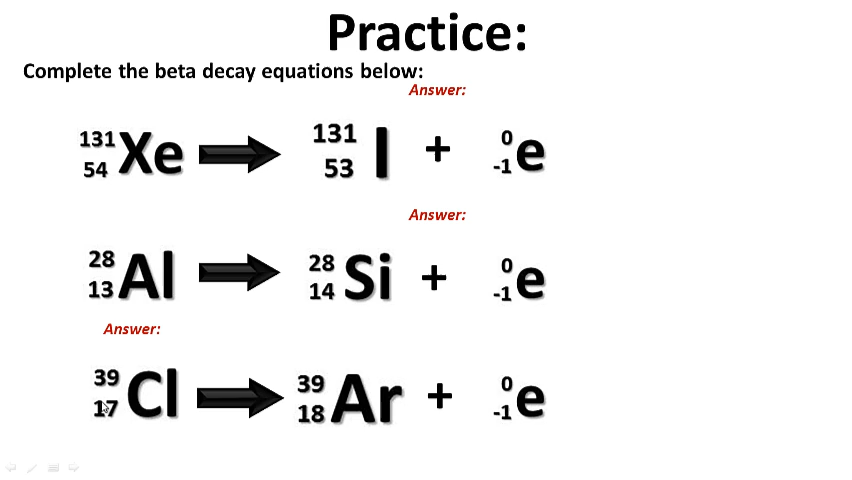 Practice:
Complete the beta decay equations below:
Answer:
131 54 Xe 131 53 I + 0 -1 e
Answer:
28 13 Al 28 14 Si + 0 -1 e
Answer:
39 17 Cl 39 18 Ar + 0 -1 e